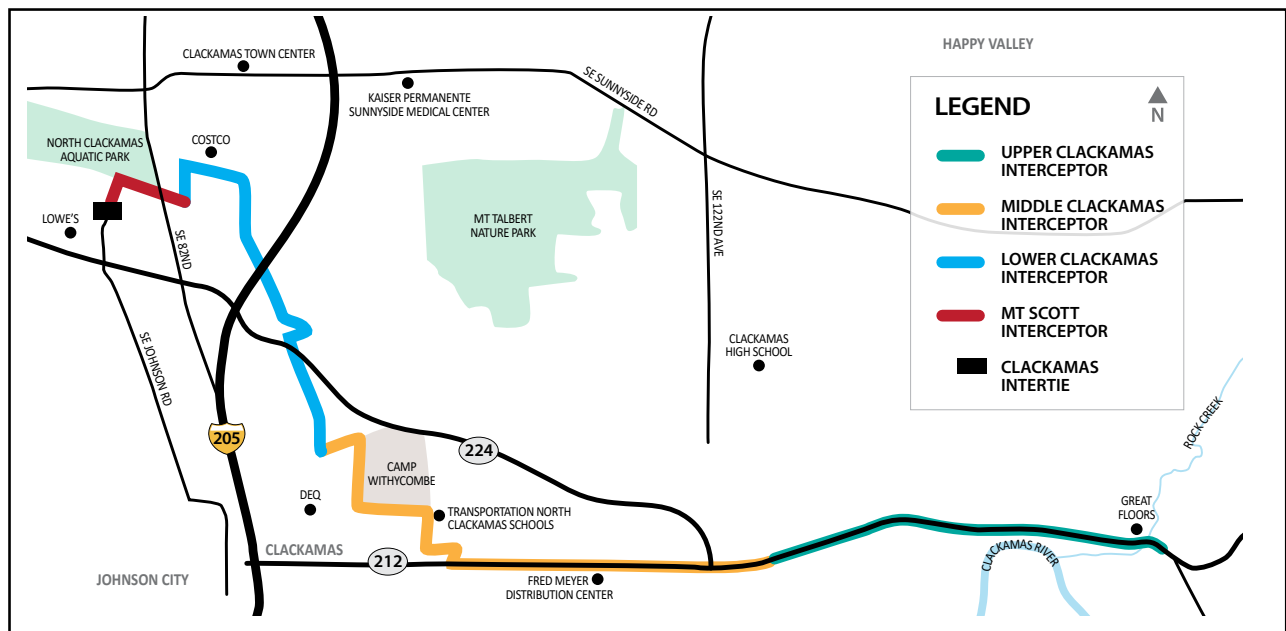 CLACKAMAS TOWN CENTER
HAPPY VALLEY
KAISER PERMANENTE
SUNNYSIDE MEDICAL CENTER
SE SUNNYSIDE RD
NORTH CLACKAMAS
AQUATIC PARK
COSTCO
LOWE'S
SE 82ND
MT TALBERT
NATURE PARK
SE 122ND AVE
LEGEND
N
UPPER CLACKAMAS
INTERCEPTOR
MIDDLE CLACKAMAS
INTERCEPTOR
LOWER CLACKAMAS
INTERCEPTOR
MT SCOTT
INTERCEPTOR
CLACKAMAS
INTERTIE
SE JOHNSON RD
CLACKAMAS
HIGH SCHOOL
205
224
CAMP
WITHYCOMBE
ROCK CREEK
DEQ
TRANSPORTATION NORTH
CLACKAMAS SCHOOLS
GREAT
FLOORS
CLACKAMAS
212
CLACKAMAS RIVER
JOHNSON CITY
FRED MEYER
DISTRIBUTION CENTER